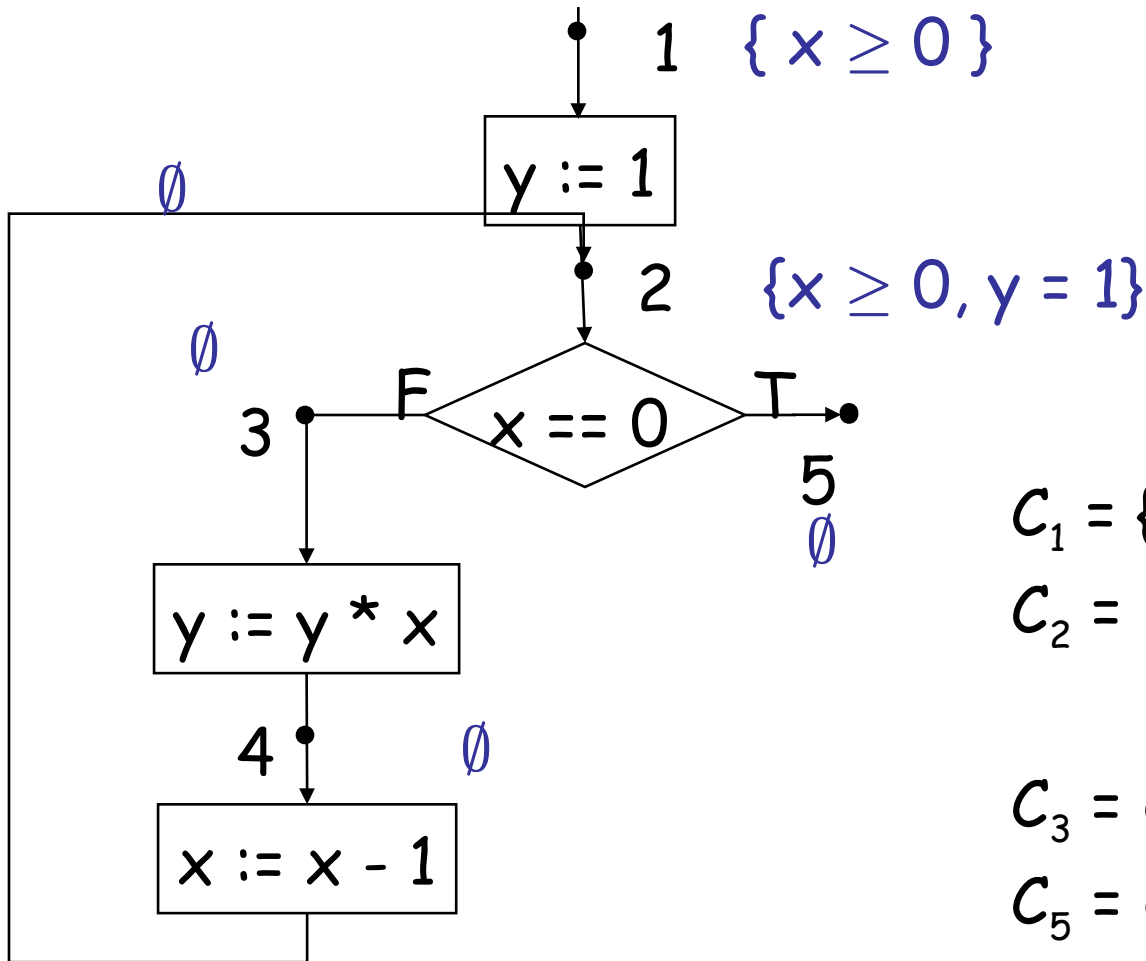 1 { x ≥ 0 }
y := 1
∅
2 {x ≥ 0, y = 1}
∅
F
x == 0
T
3
5
∅
C₁ = {
C₂ =
y := y * x
4
∅
C₃ =
x := x - 1
C₅ =